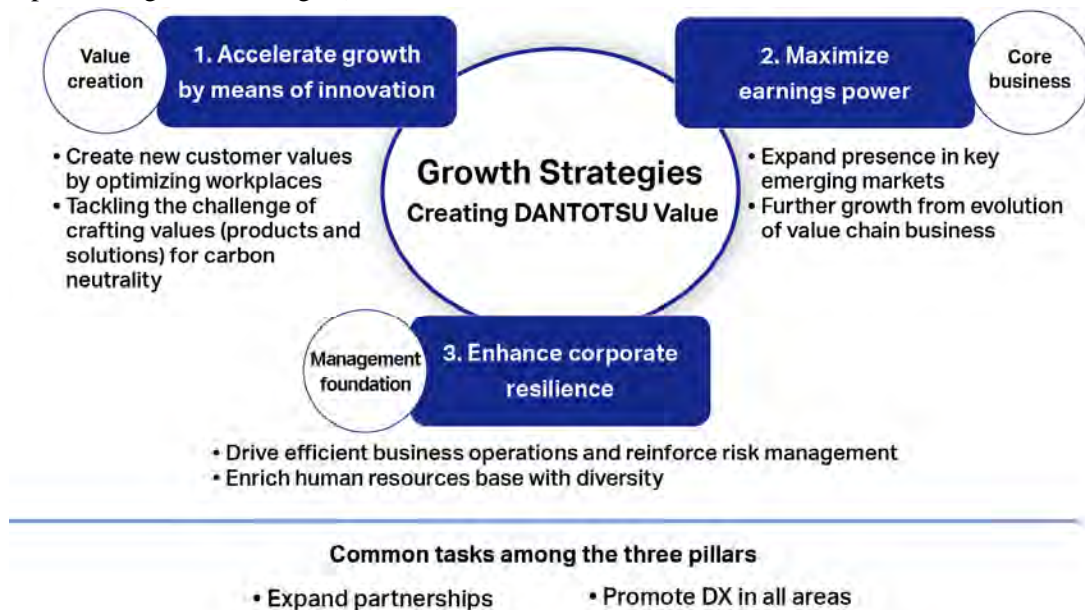 Value
creation
1. Accelerate growth
by means of innovation
2. Maximize
earnings power
Core
business
• Create new customer values
by optimizing workplaces
• Tackling the challenge of
crafting values (products and
solutions) for carbon
neutrality
Growth Strategies
Creating DANTOTSU Value
• Expand presence in key
emerging markets
• Further growth from evolution
of value chain business
Management
foundation
3. Enhance corporate
resilience
• Drive efficient business operations and reinforce risk management
• Enrich human resources base with diversity
Common tasks among the three pillars
• Expand partnerships
• Promote DX in all areas